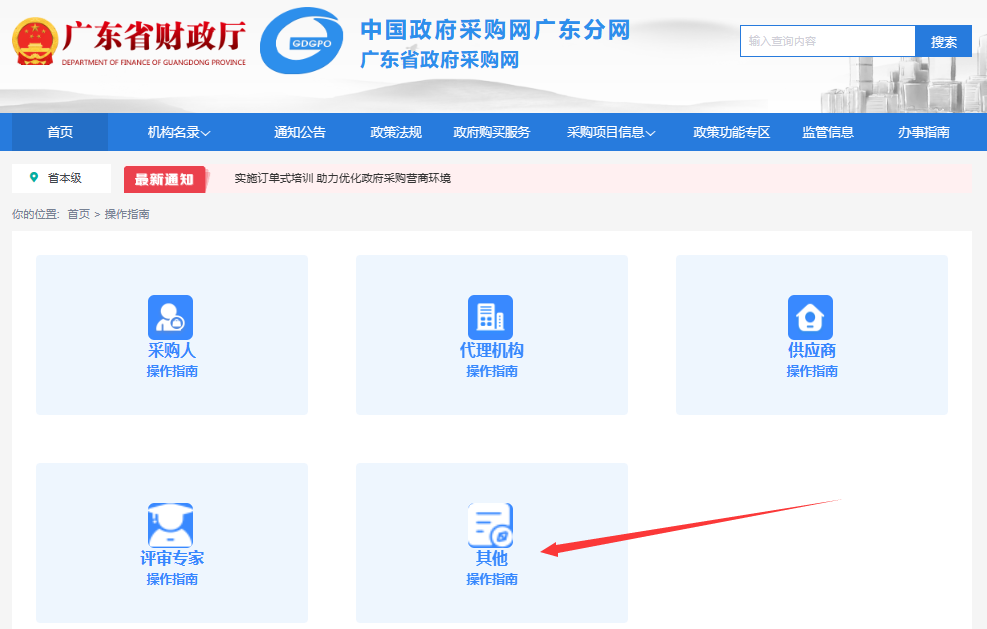 广东省财政厅
DEPARTMENT OF FINANCE OF GUANGDONG PROVINCE
GDGPO
中国政府采购网广东分网
广东省政府采购网
输入查询内容 搜索
首页 机构名录 通知公告 政策法规 政府购买服务 采购项目信息 政策功能专区 监管信息 办事指南
省本级 最新通知 实施订单式培训 助力优化政府采购营商环境
你的位置: 首页 > 操作指南
采购人
操作指南
代理机构
操作指南
供应商
操作指南
评审专家
操作指南
其他
操作指南